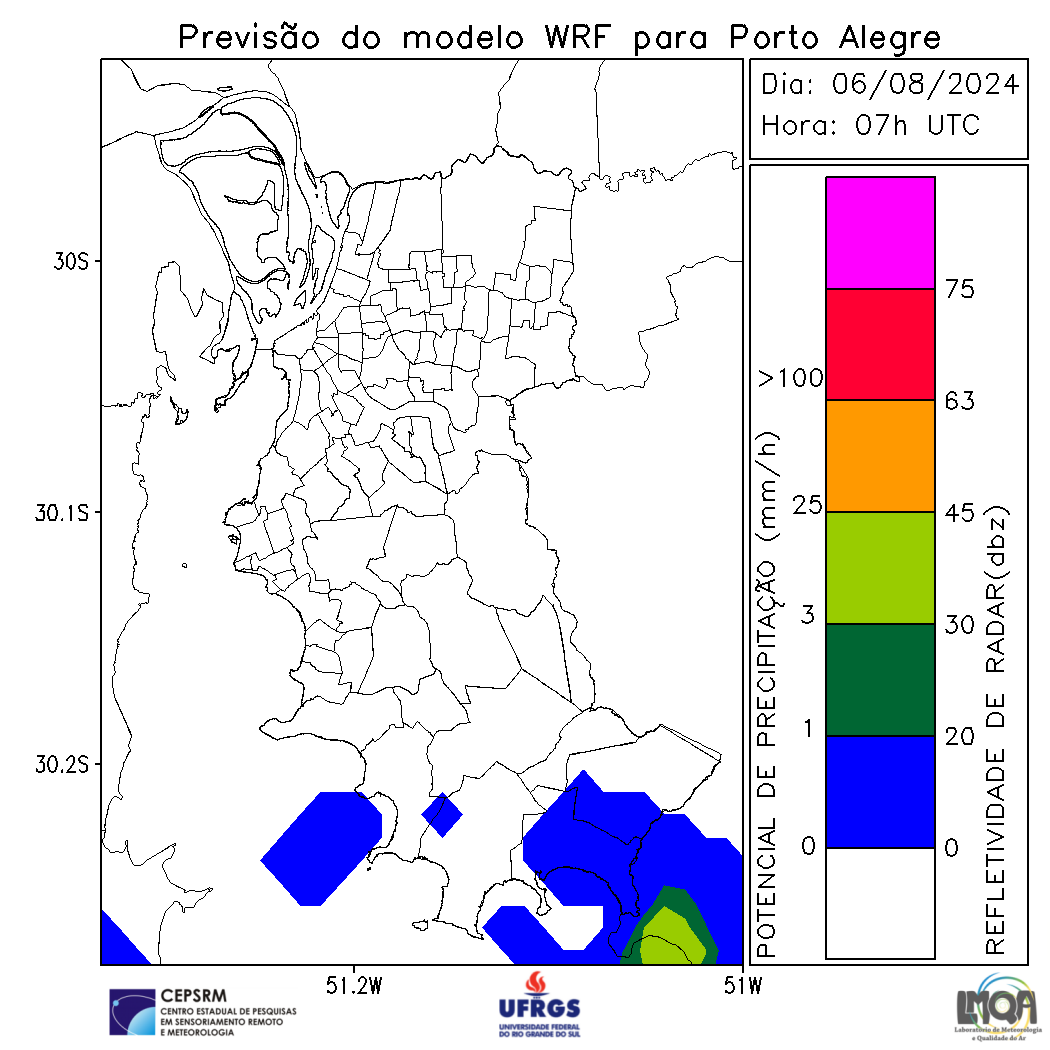 Previsão do modelo WRF para Porto Alegre
Dia: 06/08/2024
Hora: 07h UTC
30S
30.1S
30.2S
51.2W
51W
POTENCIAL DE PRECIPITAÇÃO (mm/h)
>100
25
3
1
0
75
63
45
30
20
0
REFLETIVIDADE DE RADAR(dbz)
CEPSRM
CENTRO ESTADUAL DE PESQUISAS
EM SENSORIAMENTO REMOTO
E METEOROLOGIA
UFRGS
UNIVERSIDADE FEDERAL
DO RIO GRANDE DO SUL
LMQA
Laboratório de Meteorologia
e Qualidade do Ar